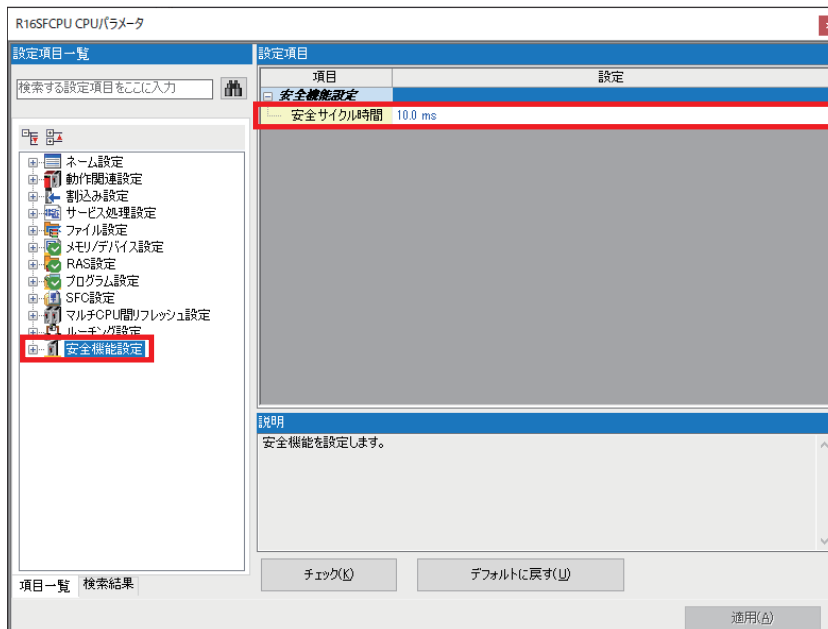 R16SFCPU CPUパラメータ
設定項目一覧
検索する設定項目をここに入力
ネーム設定
動作関連設定
割込み設定
サービス処理設定
ファイル設定
メモリ/デバイス設定
RAS設定
プログラム設定
SFC設定
マルチCPU間リフレッシュ設定
ルーチング設定
安全機能設定
項目一覧
検索結果
設定項目
項目 設定
安全機能設定
安全サイクル時間 10.0 ms
説明
安全機能を設定します。
チェック(K) デフォルトに戻す(U)
適用(A)